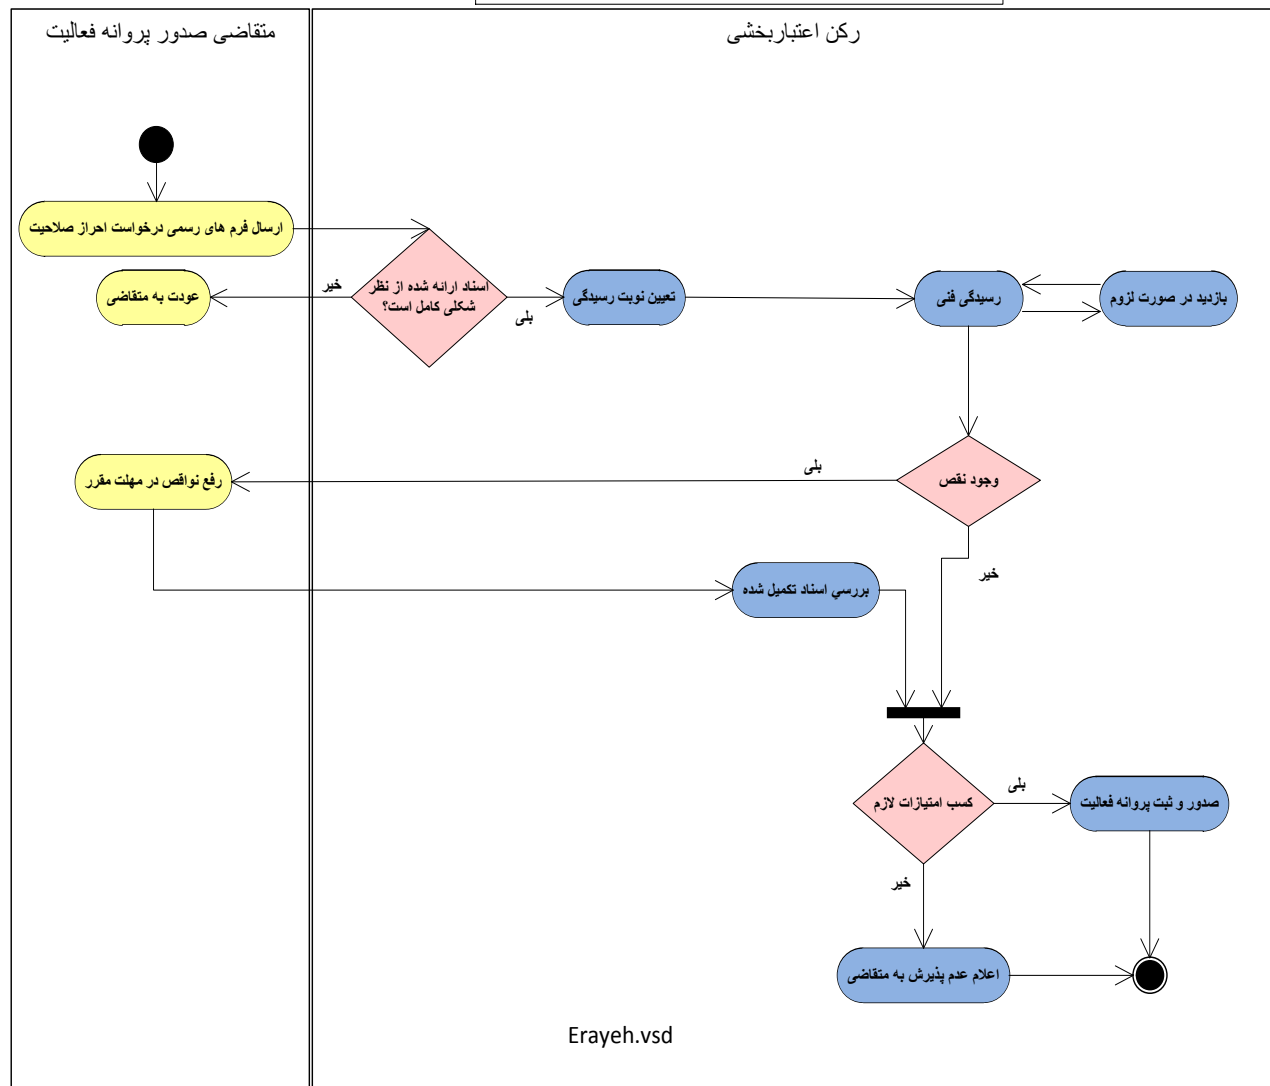 متقاضی صدور پروانه فعالیت
رکن اعتباربخشی
ارسال فرم های رسمی درخواست احراز صلاحیت
اسناد ارائه شده از نظر
شکلی کامل است؟
خیر
عودت به متقاضی
بلی
تعیین نوبت رسیدگی
رسیدگی فنی
بازدید در صورت لزوم
وجود نقص
بلی
رفع نواقص در مهلت مقرر
خیر
بررسي اسناد تکمیل شده
کسب امتیازات لازم
بلی
صدور و ثبت پروانه فعالیت
خیر
اعلام عدم پذیرش به متقاضی
Erayeh.vsd